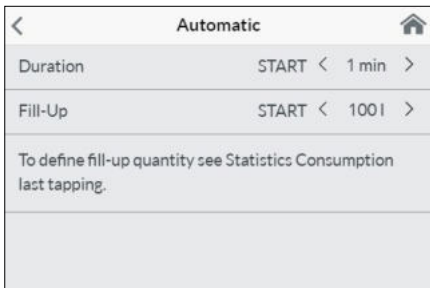 Automatic
Duration START < 1 min >
Fill-Up START < 100 l >
To define fill-up quantity see Statistics Consumption
last tapping.